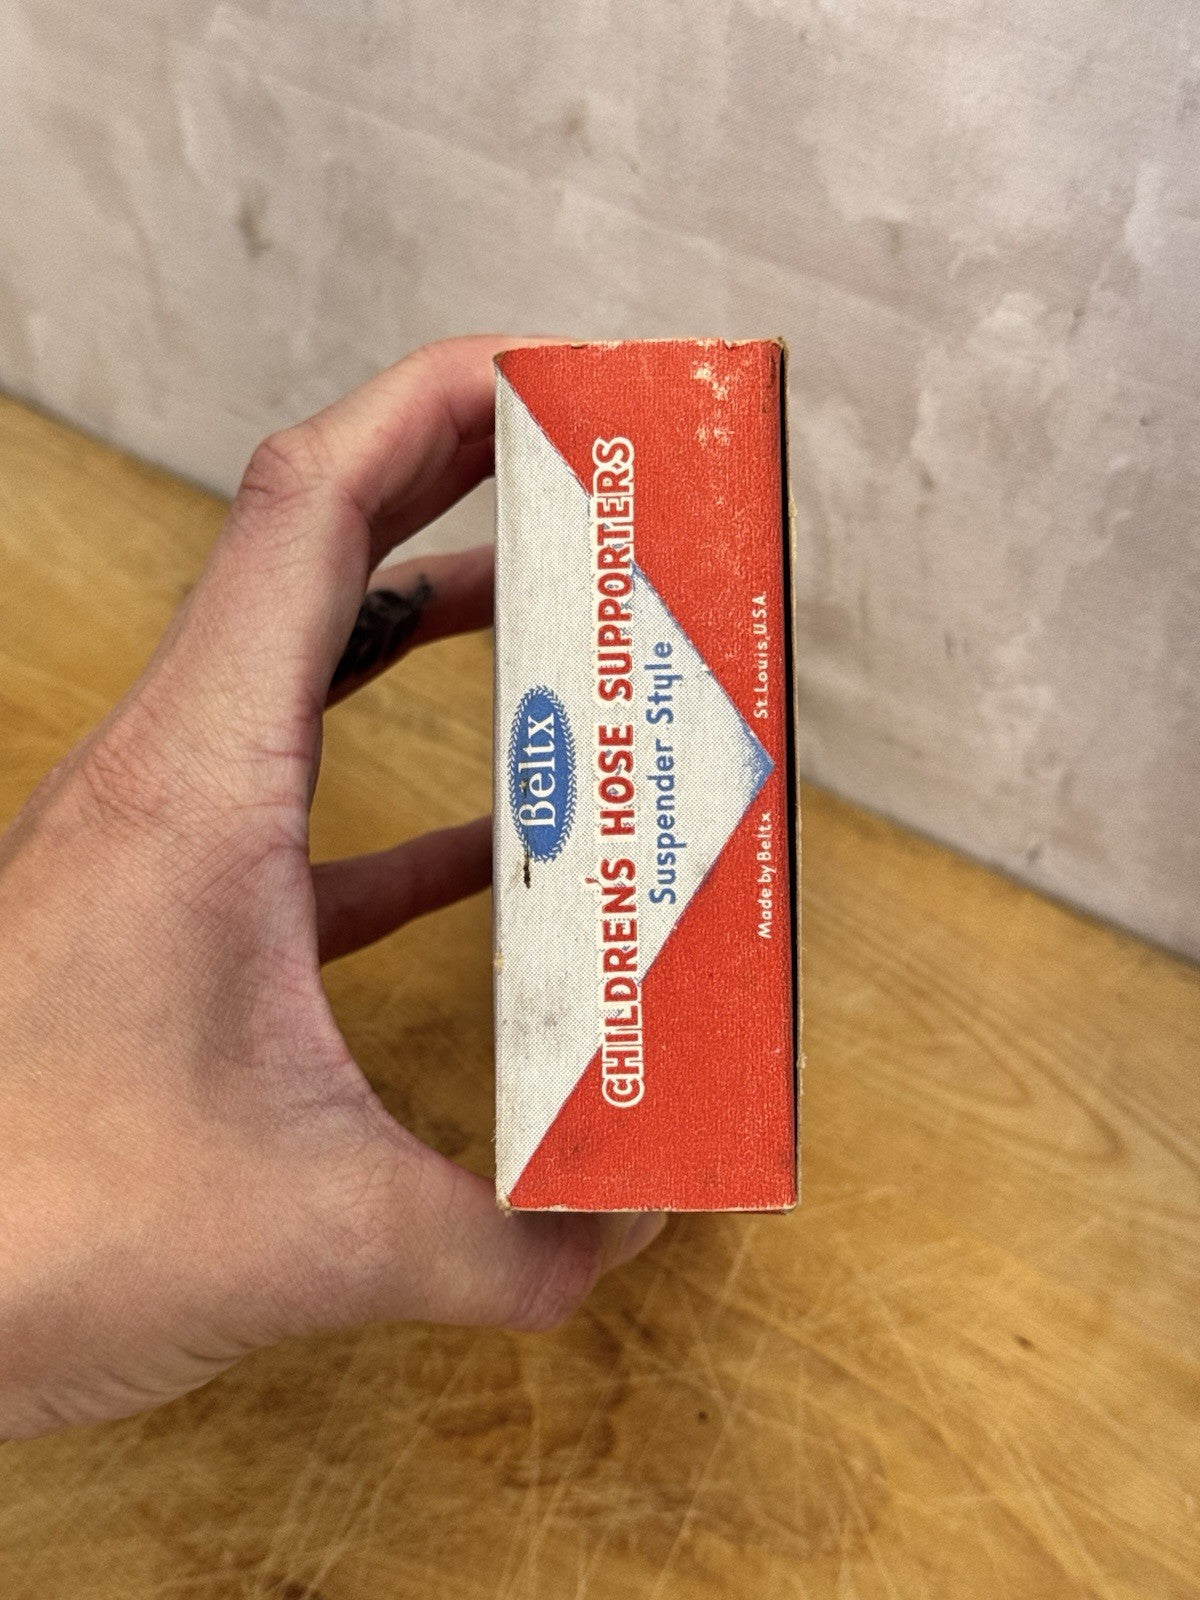 Beltx
CHILDREN'S HOSE SUPPORTERS
Suspender Style
Made by Beltx St. Louis, U.S.A.